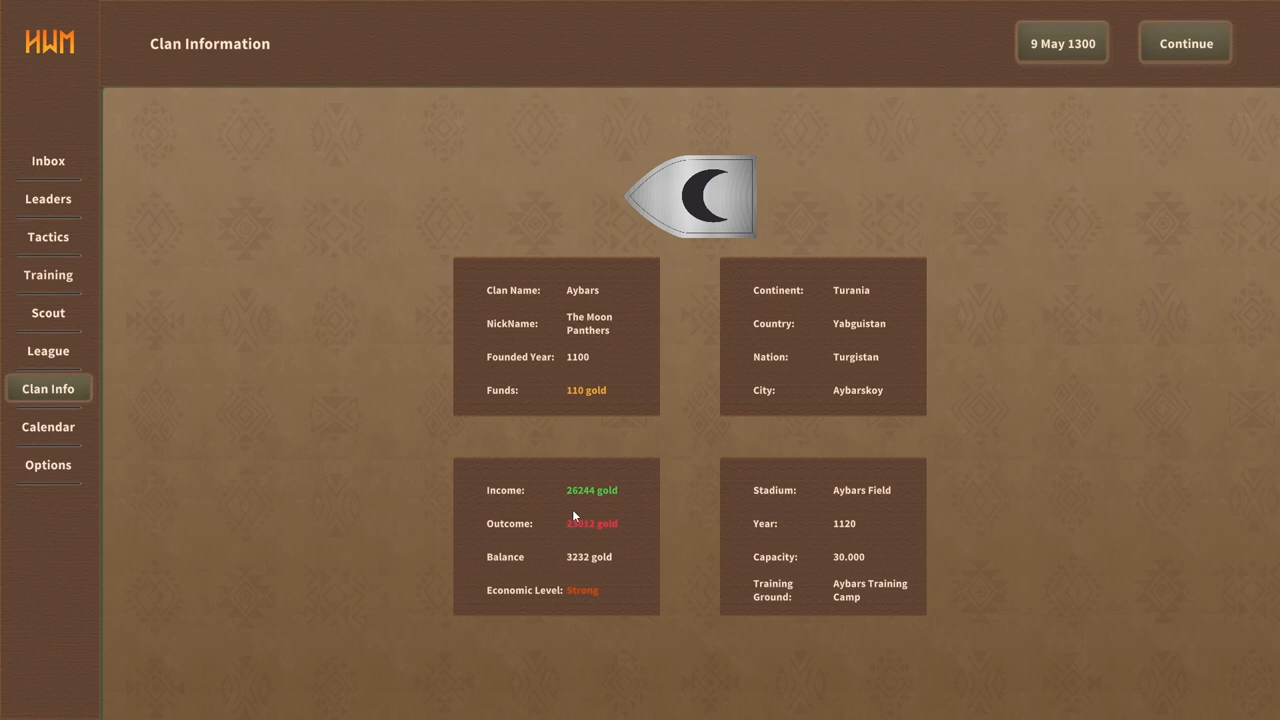 HWM
Clan Information
9 May 1300
Continue
Inbox
Leaders
Tactics
Training
Scout
League
Clan Info
Calendar
Options
Clan Name: Aybars
NickName: The Moon
Panthers
Founded Year: 1100
Funds: 110 gold
Continent: Turania
Country: Yabguistan
Nation: Turgistan
City: Aybarskoy
Income: 26244 gold
Outcome: gold
Balance 3232 gold
Economic Level: Strong
Stadium: Aybars Field
Year: 1120
Capacity: 30.000
Training
Ground:
Aybars Training
Camp